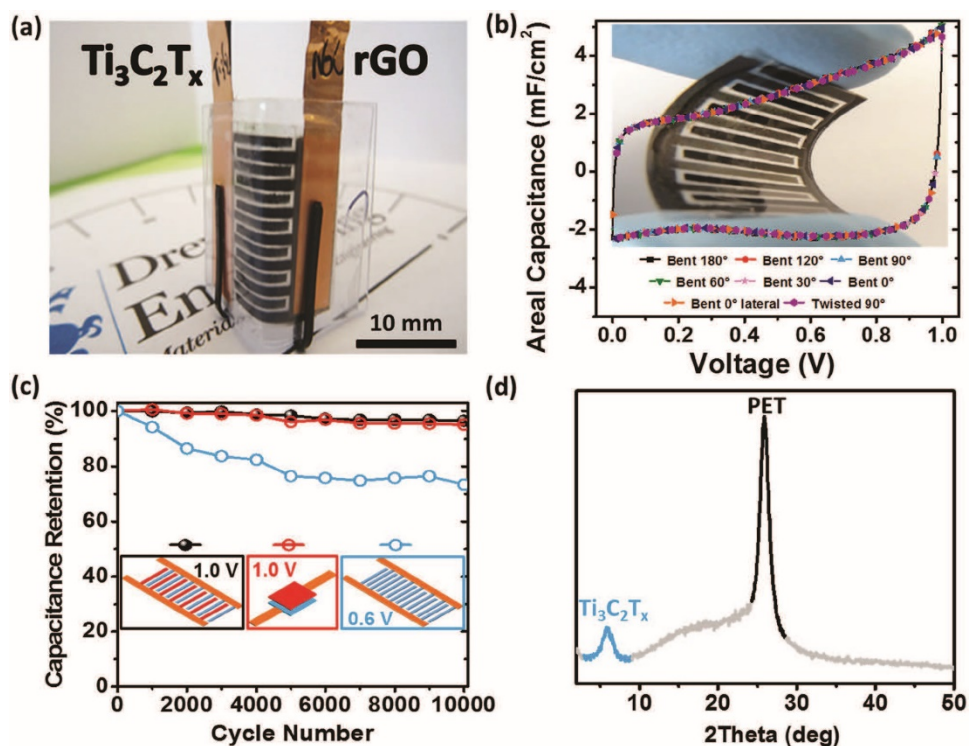 (a)
Ti₃C₂Tₓ
rGO
Dre
En
Material
10 mm
(b)
Areal Capacitance (mF/cm²)
4
2
0
-2
-4
Bent 180° Bent 120° Bent 90°
Bent 60° Bent 30° Bent 0°
Bent 0° lateral Twisted 90°
0.0 0.2 0.4 0.6 0.8 1.0
Voltage (V)
(c)
Capacitance Retention (%)
100
80
60
40
20
0
1.0 V
1.0 V
0.6 V
0 2000 4000 6000 8000 10000
Cycle Number
(d)
PET
Ti₃C₂Tₓ
10 20 30 40 50
2Theta (deg)